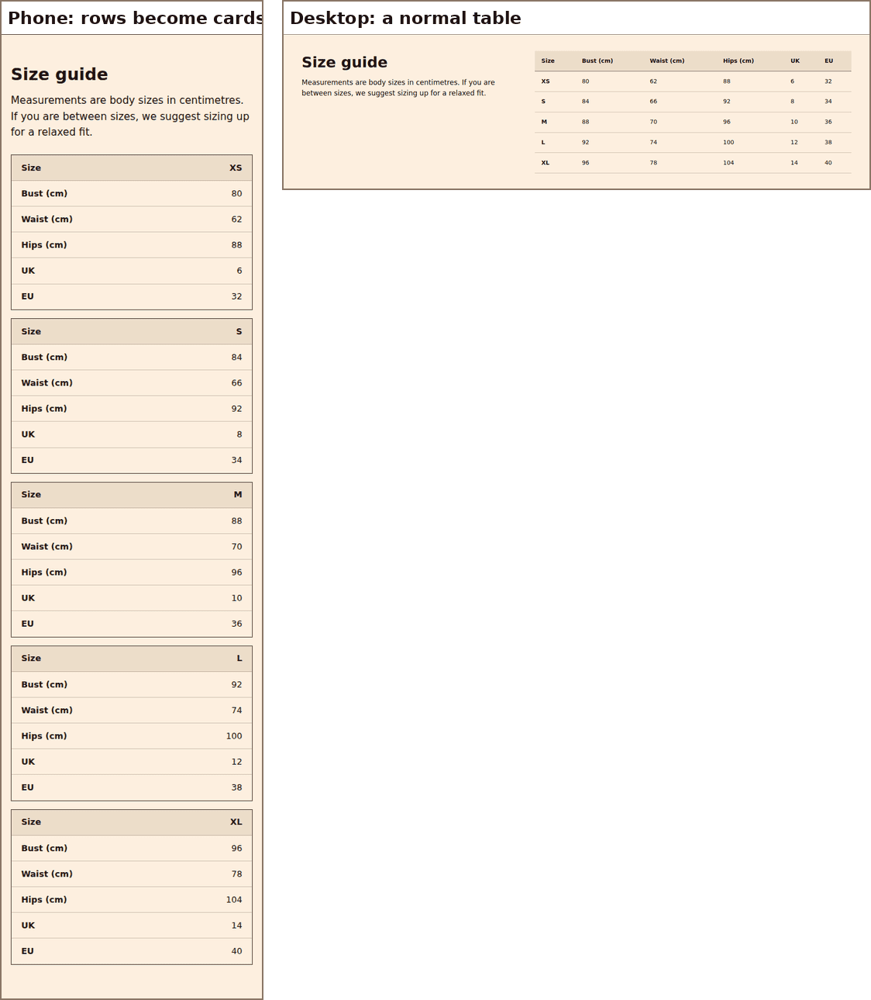 Phone: rows become cards
Size guide
Measurements are body sizes in centimetres.
If you are between sizes, we suggest sizing up
for a relaxed fit.
Size XS
Bust (cm) 80
Waist (cm) 62
Hips (cm) 88
UK 6
EU 32
Size S
Bust (cm) 84
Waist (cm) 66
Hips (cm) 92
UK 8
EU 34
Size M
Bust (cm) 88
Waist (cm) 70
Hips (cm) 96
UK 10
EU 36
Size L
Bust (cm) 92
Waist (cm) 74
Hips (cm) 100
UK 12
EU 38
Size XL
Bust (cm) 96
Waist (cm) 78
Hips (cm) 104
UK 14
EU 40
Desktop: a normal table
Size guide
Measurements are body sizes in centimetres. If you are
between sizes, we suggest sizing up for a relaxed fit.
Size Bust (cm) Waist (cm) Hips (cm) UK EU
XS 80 62 88 6 32
S 84 66 92 8 34
M 88 70 96 10 36
L 92 74 100 12 38
XL 96 78 104 14 40